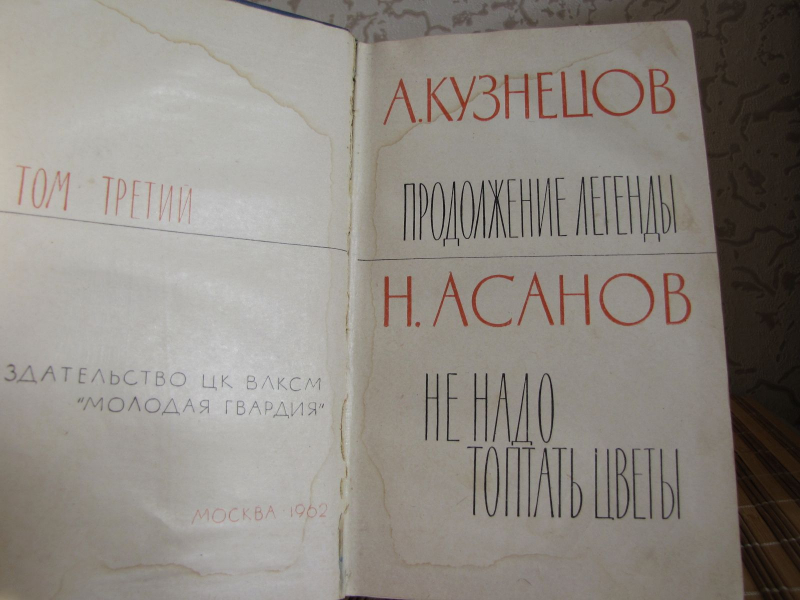 ТОМ ТРЕТИЙ
ЗДАТЕЛЬСТВО ЦК ВЛКСМ
"МОЛОДАЯ ГВАРДИЯ"
МОСКВА 1962
А.КУЗНЕЦОВ
ПРОДОЛЖЕНИЕ ЛЕГЕНДЫ
Н. АСАНОВ
НЕ НАДО
ТОПТАТЬ ЦВЕТЫ